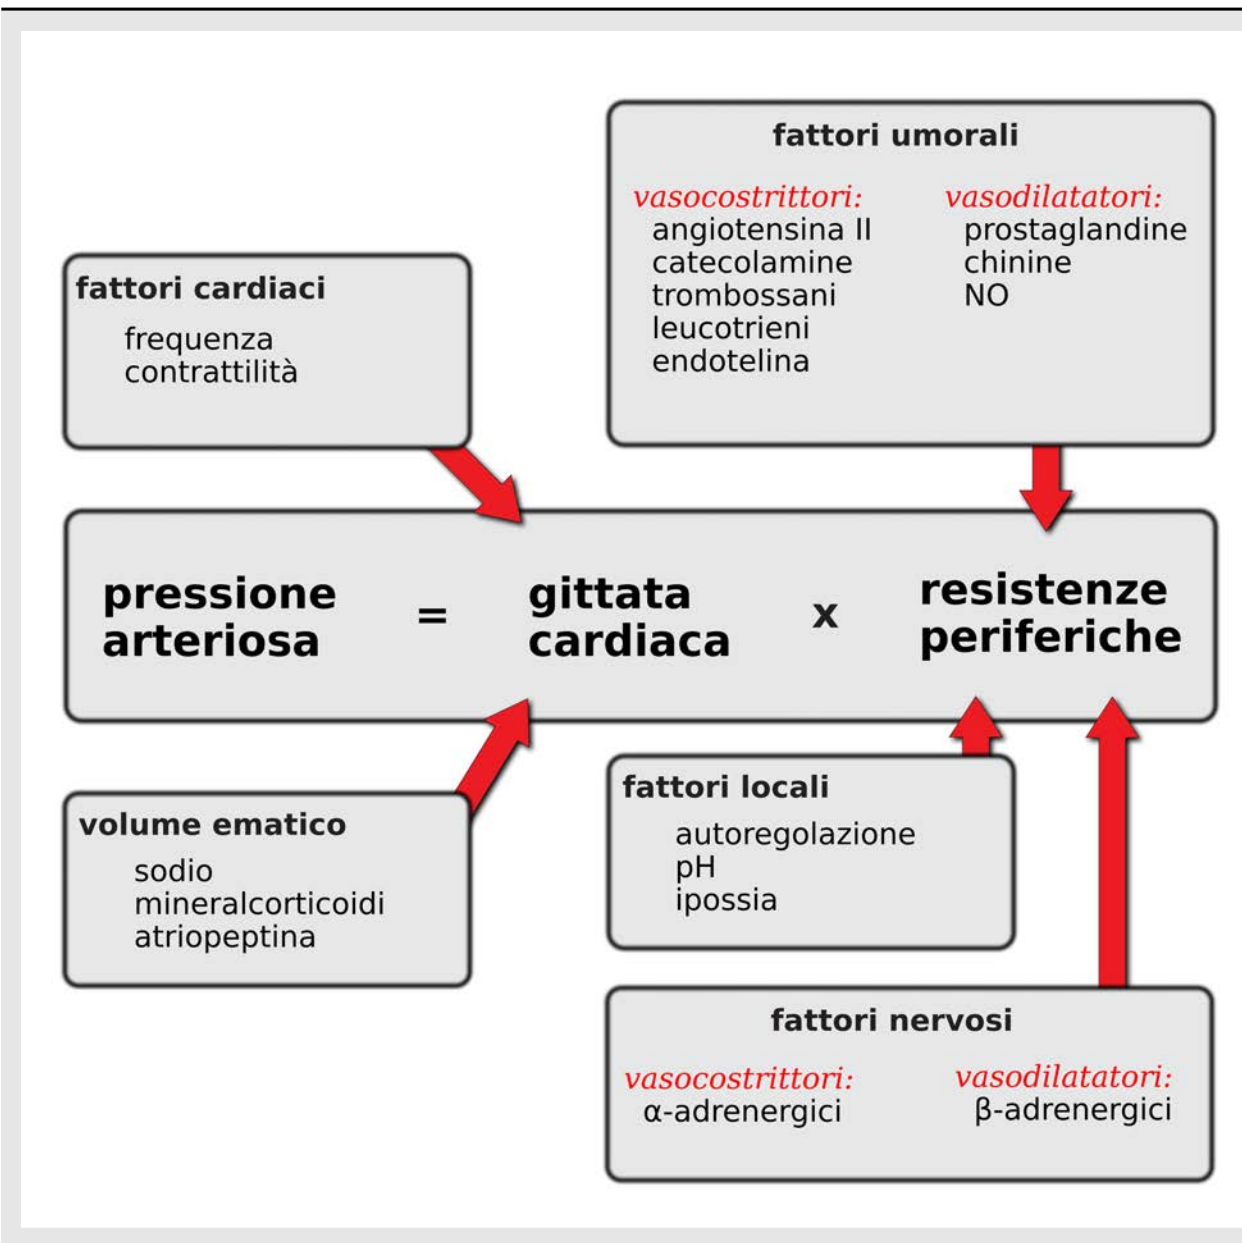 fattori umorali
vasocostrittori:
angiotensina II
catecolamine
trombossani
leucotrieni
endotelina
vasodilatatori:
prostaglandine
chinine
NO
fattori cardiaci
frequenza
contrattilità
pressione
arteriosa
=
gittata
cardiaca
x
resistenze
periferiche
volume ematico
sodio
mineralcorticoidi
atriopeptina
fattori locali
autoregolazione
pH
ipossia
fattori nervosi
vasocostrittori:
α-adrenergici
vasodilatatori:
β-adrenergici